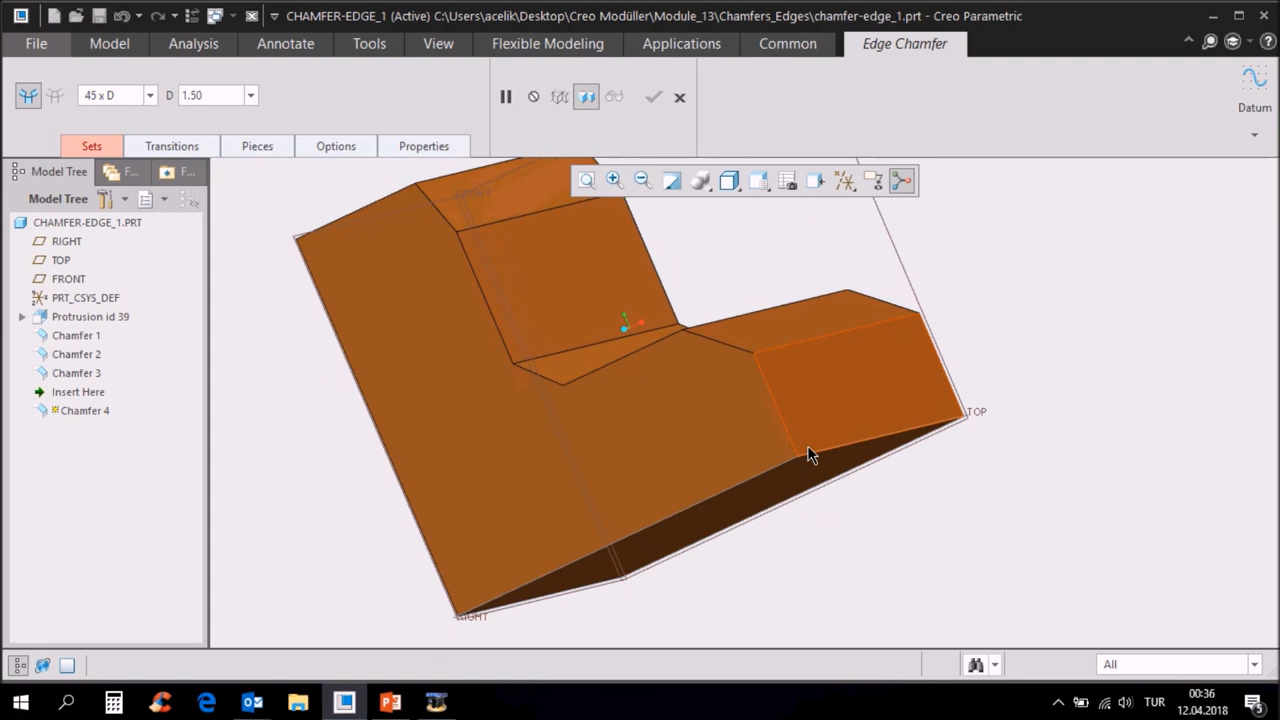 CHAMFER-EDGE_1 (Active) C:\Users\acelik\Desktop\Creo Modüller\Module_13\Chamfers_Edges\chamfer-edge_1.prt - Creo Parametric
File Model Analysis Annotate Tools View Flexible Modeling Applications Common Edge Chamfer
45 x D D 1.50
Datum
Sets Transitions Pieces Options Properties
Model Tree F... F...
Model Tree
CHAMFER-EDGE_1.PRT
RIGHT
TOP
FRONT
PRT_CSYS_DEF
Protrusion id 39
Chamfer 1
Chamfer 2
Chamfer 3
Insert Here
Chamfer 4
FRONT
TOP
RIGHT
All
TUR
00:36
12.04.2018
5